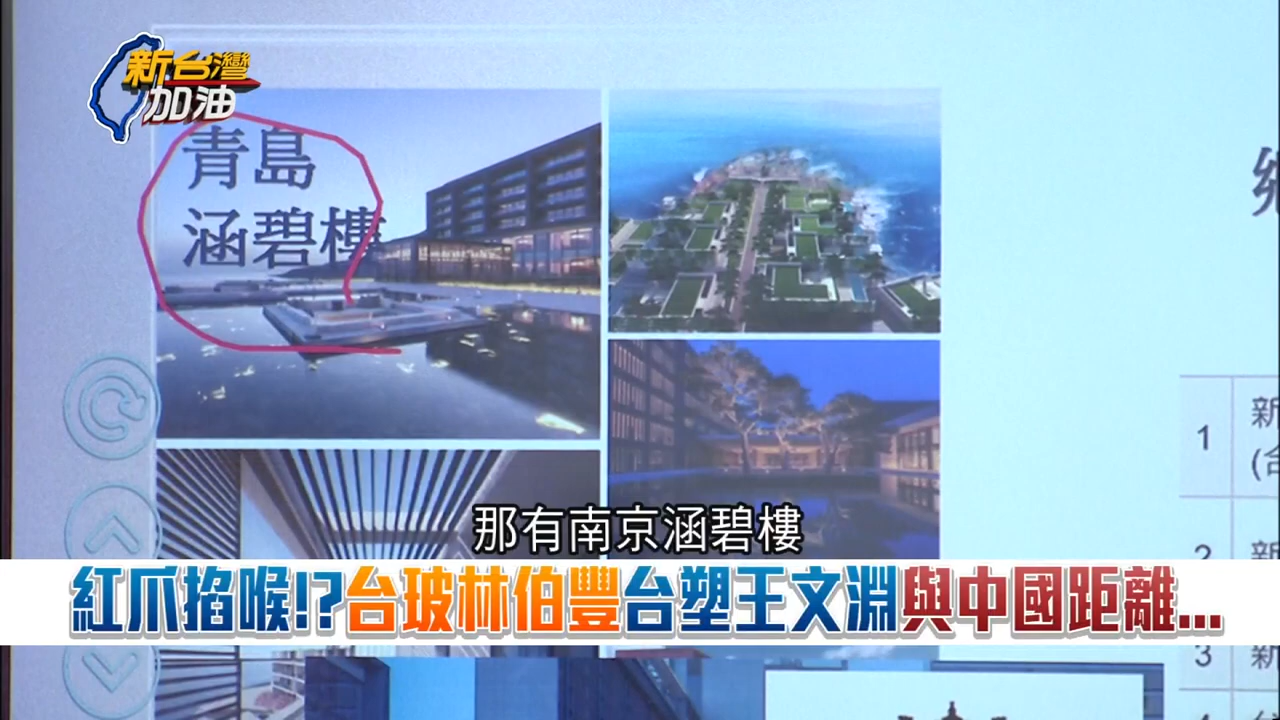 新台灣
加油
青島
涵碧樓
1
新
2
新
3
新
那有南京涵碧樓
紅爪掐喉!?台玻林伯豐台塑王文淵與中國距離...